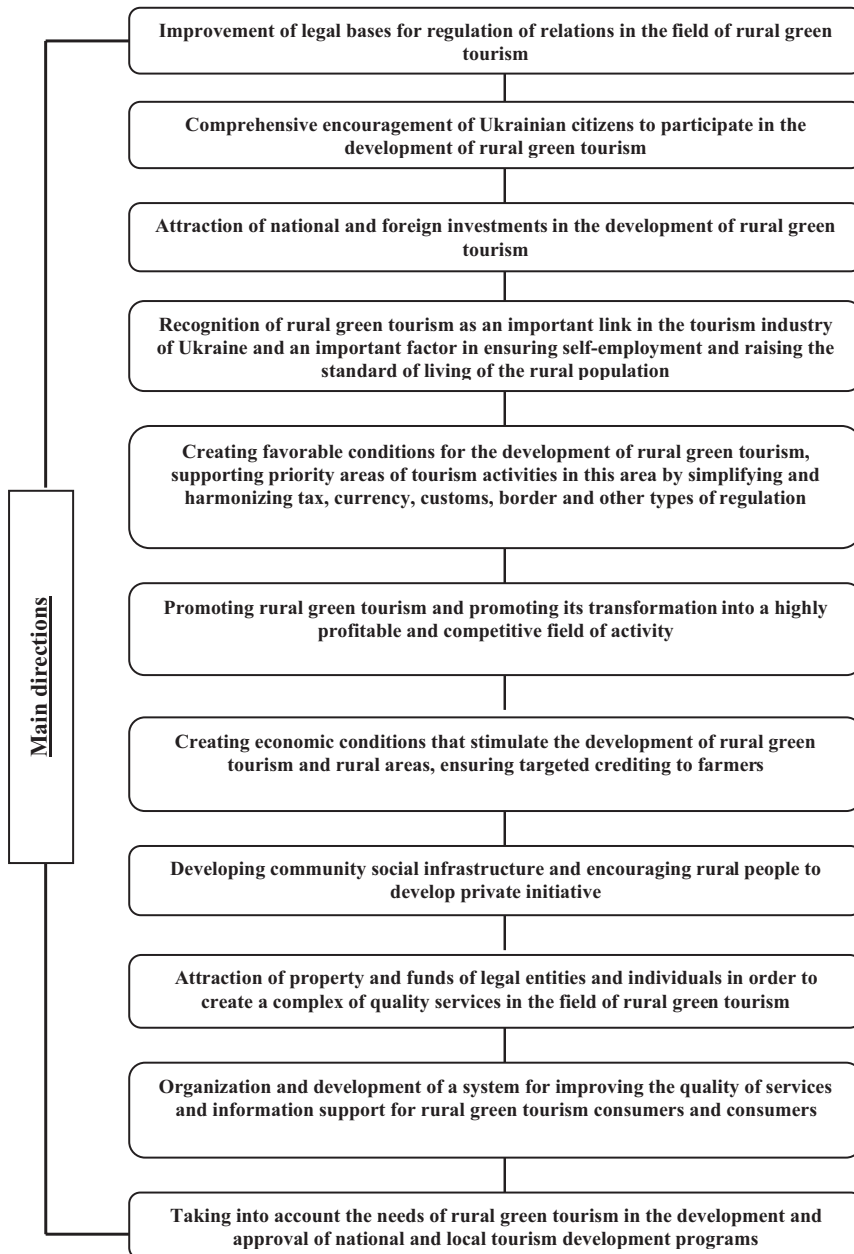 Improvement of legal bases for regulation of relations in the field of rural green
tourism
Comprehensive encouragement of Ukrainian citizens to participate in the
development of rural green tourism
Attraction of national and foreign investments in the development of rural green
tourism
Recognition of rural green tourism as an important link in the tourism industry
of Ukraine and an important factor in ensuring self-employment and raising the
standard of living of the rural population
Creating favorable conditions for the development of rural green tourism,
supporting priority areas of tourism activities in this area by simplifying and
harmonizing tax, currency, customs, border and other types of regulation
Main directions
Promoting rural green tourism and promoting its transformation into a highly
profitable and competitive field of activity
Creating economic conditions that stimulate the development of rural green
tourism and rural areas, ensuring targeted crediting to farmers
Developing community social infrastructure and encouraging rural people to
develop private initiative
Attraction of property and funds of legal entities and individuals in order to
create a complex of quality services in the field of rural green tourism
Organization and development of a system for improving the quality of services
and information support for rural green tourism consumers and consumers
Taking into account the needs of rural green tourism in the development and
approval of national and local tourism development programs